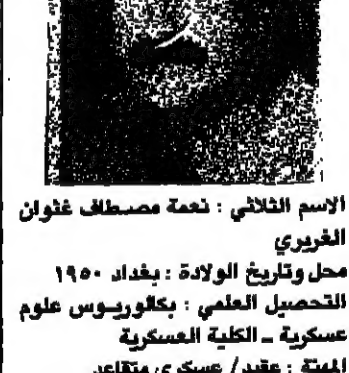 الاسم الثلاثي : نعمة مصطاف غثوان
الغريري
محل وتاريخ الولادة : بغداد ١٩٥٠
التحصيل العلمي : بكالوريوس علوم
عسكرية - الكلية العسكرية
المهنة : عقيد / عسكري متقاعد